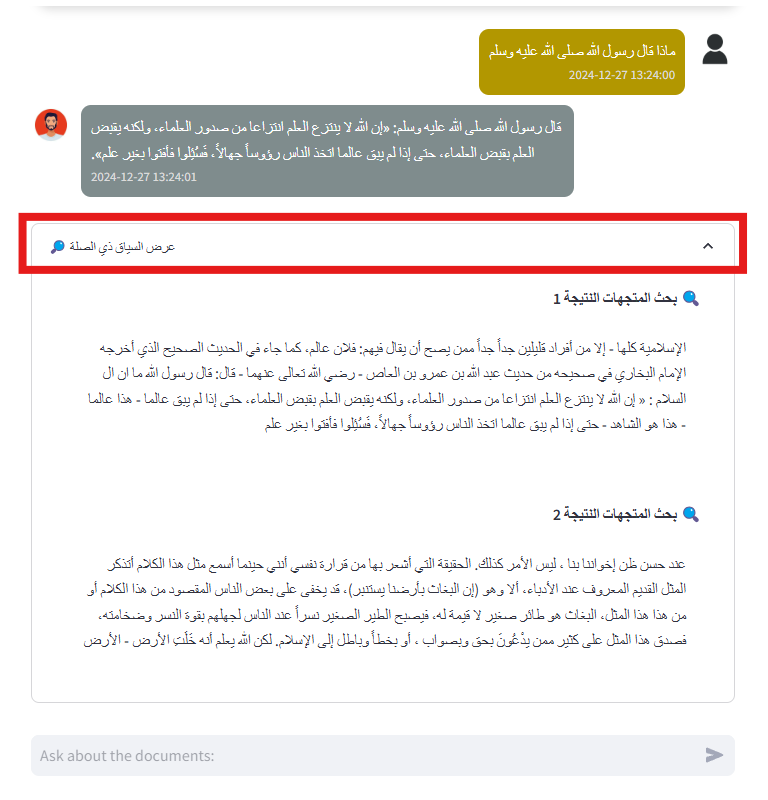 ماذا قال رسول الله صلى الله عليه وسلم
2024-12-27 13:24:00
قال رسول الله صلى الله عليه وسلم: «إن الله لا ينتزع العلم انتزاعا من صدور العلماء، ولكنه يقبض
العلم بقبض العلماء، حتى إذا لم يبق عالما اتخذ الناس رؤوساً جهالاً، فَسُئِلوا فأفتوا بغير علم».
2024-12-27 13:24:01
عرض السياق ذي الصلة
بحث المتجهات النتيجة 1
الإسلامية كلها - إلا من أفراد قليلين جداً جداً ممن يصح أن يقال فيهم: فلان عالم، كما جاء في الحديث الصحيح الذي أخرجه
الإمام البخاري في صحيحه من حديث عبد الله بن عمرو بن العاص - رضي الله تعالى عنهما - قال: قال رسول الله ما ان ال
السلام : « إن الله لا ينتزع العلم انتزاعا من صدور العلماء، ولكنه يقبض العلم بقبض العلماء، حتى إذا لم يبق عالما - هذا عالما
- هذا هو الشاهد - حتى إذا لم يبق عالما اتخذ الناس رؤوساً جهالاً، فَسُئِلوا فأفتوا بغير علم
بحث المتجهات النتيجة 2
عند حسن ظن إخواننا بنا ، ليس الأمر كذلك. الحقيقة التي أشعر بها من قرارة نفسي أنني حينما أسمع مثل هذا الكلام أتذكر
المثل القديم المعروف عند الأدباء، ألا وهو (إن البغاث بأرضنا يستنبر)، قد يخفى على بعض الناس المقصود من هذا الكلام أو
من هذا هذا المثل، البغاث هو طائر صغير لا قيمة له، فيصبح الطير الصغير نسراً عند الناس لجهلهم بقوة النسر وضخامته،
فصدق هذا المثل على كثير ممن يدْعُونَ بحق وبصواب ، أو بخطأ وباطل إلى الإسلام. لكن الله يعلم أنه خَلَتِ الأرض - الأرض
Ask about the documents: